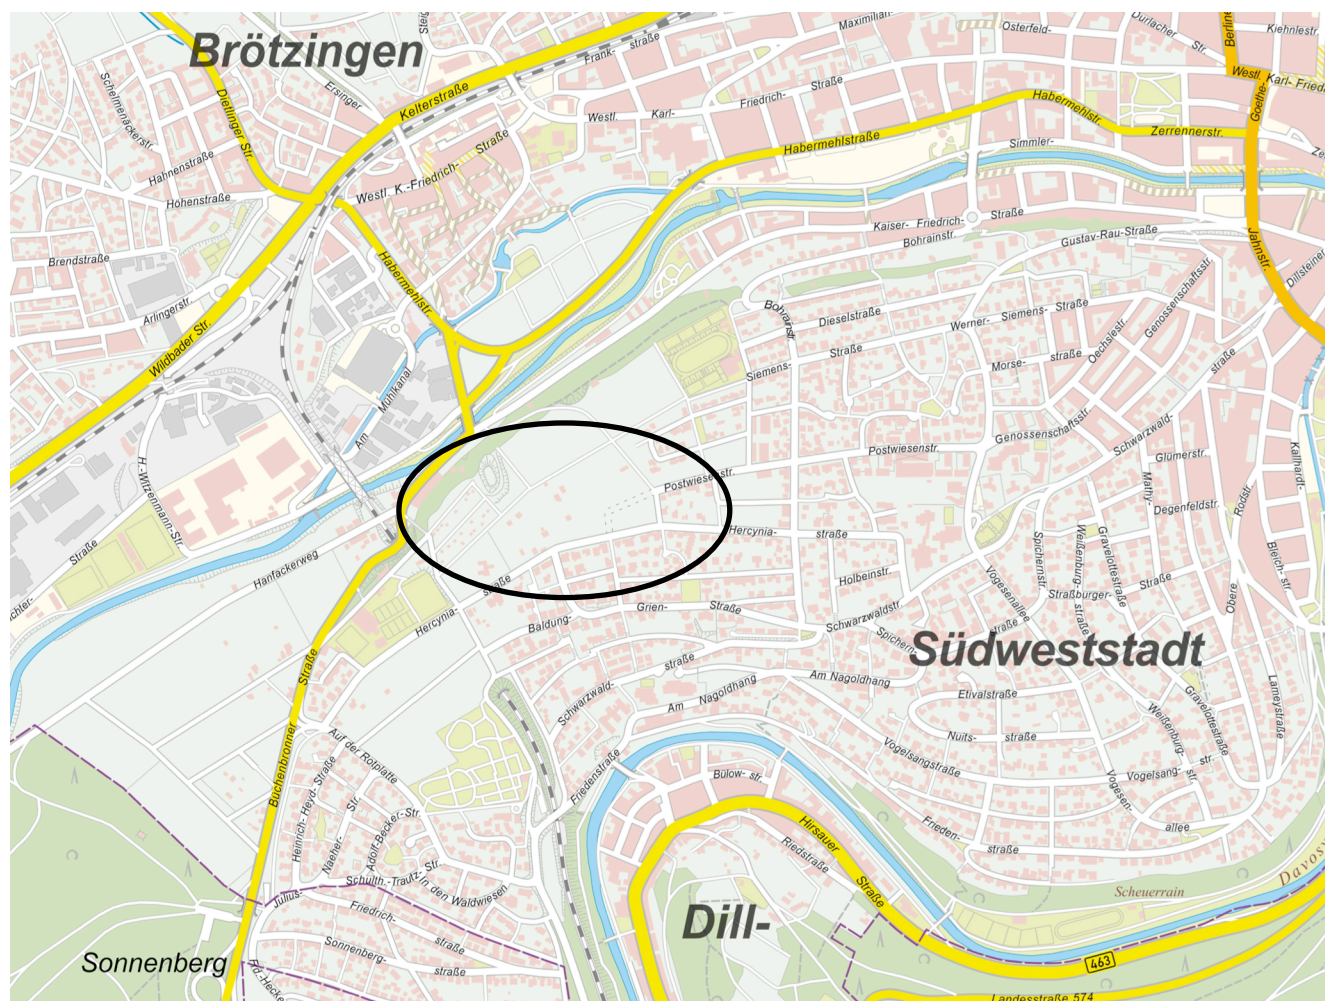 Brötzingen
Steig
Frank-
straße
Maximilian-
Osterfeld-
Durlacher Str.
Berliner
Kiehnlestr.
Westl. Karl-Fried
Goethe-
Schelmenäckerstr.
Dietlinger Str.
Ersinger
Kelterstraße
Straße
Friedrich-
Westl. Karl-
Habermehlstr.
Zerrennerstr.
Habermehlstraße
Simmler-
Hahnenstraße
Höhenstraße
Westl. K.-Friedrich-
Straße
Kaiser- Friedrich-
Straße
Bohrainstr.
Gustav-Rau-Straße
Jahnstr.
Brendstraße
Habermehlstr.
Dillsteiner
Arlingerstr.
Wildbader Str.
Bohrainstr.
Dieselstraße
Werner- Siemens- Straße
Genossenschaftsstr.
Oechslestr.
Siemens-
Straße
Morse-
straße
straße
Am Mühlkanal
Genossenschaftsstr.
Schwarzwald-
Postwiesenstr.
Glümerstr.
Kallhardt-
H.-Witzenmann-Str.
Postwiesenstr.
Mathy-
Degenfeldstr.
Rodstr.
Hercynia-
straße
Spichernstr.
Weißenburg-
straße
Gravelottestraße
Bleich-
str.
Straße
Hanfackerweg
Holbeinstr.
Vogesenallee
Straßburger-
Straße
Obere
Hercynia-
straße
Baldung-
Grien-
Straße
Schwarzwaldstr.
Spichern-
straße
Südweststadt
Buchenbronner
Straße
Schwarzwald-
straße
Am Nagoldhang
Am Nagoldhang
Etivalstraße
Gravelottestraße
Lameystraße
Nuits-
straße
Weißenburg-
str.
Auf der Rotplatte
Friedenstraße
Bülow- str.
Vogelsangstraße
Vogelsang-
str.
Vogesen-
allee
Heinrich-Heyd-Straße
Naeher-
Str.
Adolf-Becker-Str
Hirsauer
Straße
Riedstraße
Frieden-
straße
Schulth.-Trautz-
Str.
In den Waldwiesen
Scheuerrain
Julius-
Friedrich-
straße
Dill-
Sonnenberg
Sonnenberg-
straße
463
Landesstraße 574